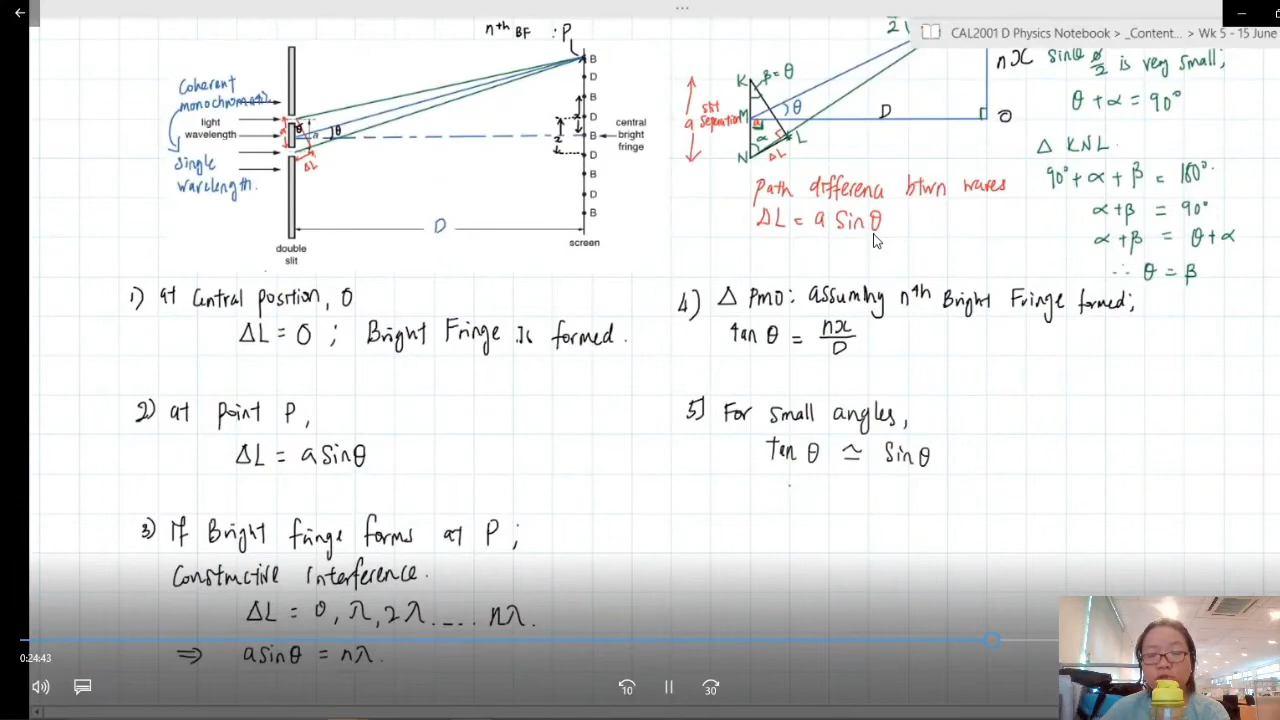 CAL2001 D Physics Notebook > _Content... > Wk 5 - 15 June
nth BF : P
Coherent
monochromatic
light
wavelength
single
wavelength.
a
θ
a
θ
ΔL
x
x
B
D
B
D
B
D
B
D
B
central
bright
fringe
D
double
slit
screen
K
β = θ
slit
a separation
M
θ
α
N
ΔL
L
D
O
nx
sinθ
is very small;
θ + α = 90°
Δ KNL
90° + α + β = 180°
α + β = 90°
α + β = θ + α
∴ θ = β
path difference btwn waves
ΔL = a sin θ
1) at Central position, O
ΔL = 0 ; Bright Fringe is formed.
2) at point P,
ΔL = a sin θ
3) If Bright fringe forms at P ;
Constructive interference.
ΔL = 0, λ, 2λ .... nλ.
⇒ a sin θ = nλ.
4) Δ PMO : assuming nth Bright Fringe formed;
tan θ = nx/D
5) For small angles,
tan θ ≃ sin θ
0:24:43
10
30